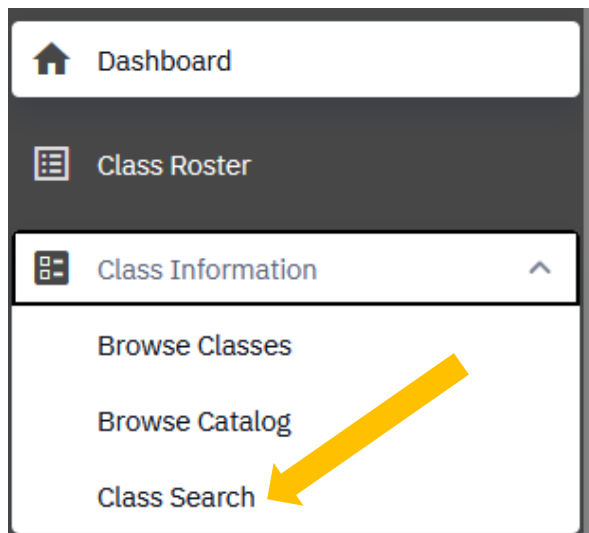 Dashboard
Class Roster
Class Information
Browse Classes
Browse Catalog
Class Search